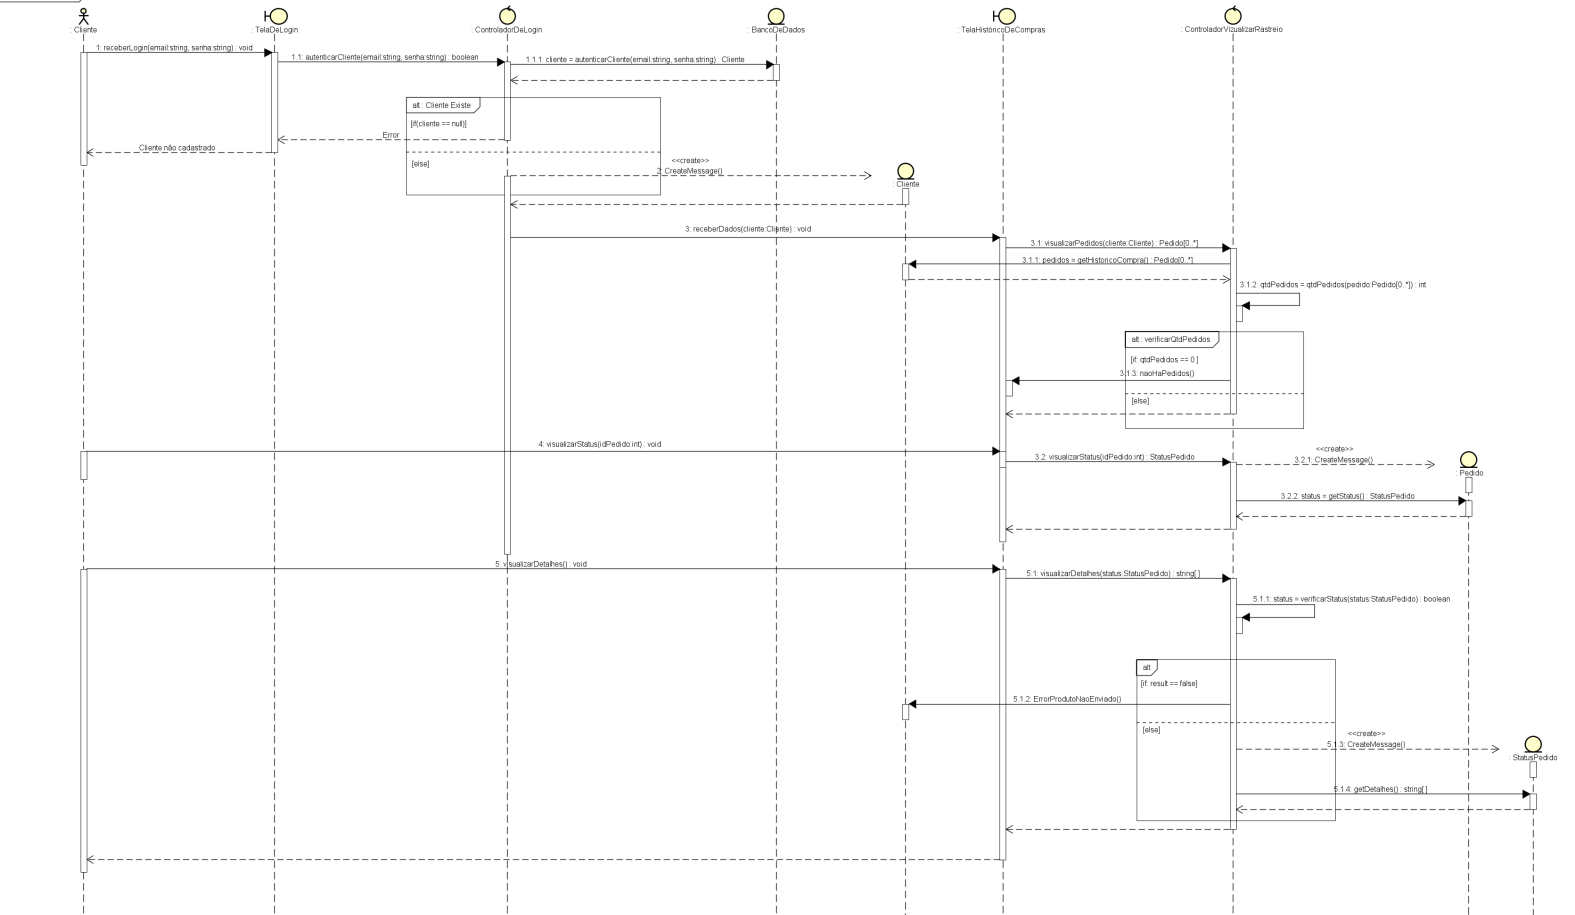 : Cliente
: TelaDeLogin
: ControladorDeLogin
: BancoDeDados
: TelaHistóricoDeCompras
: ControladorVizualizarRastreio
1: receberLogin(email:string, senha:string) : void
1.1: autenticarCliente(email:string, senha:string) : boolean
1.1.1: cliente = autenticarCliente(email:string, senha:string) : Cliente
alt : Cliente Existe
[if(cliente == null)]
Error
Cliente não cadastrado
[else]
<<create>>
2: CreateMessage()
: Cliente
3: receberDados(cliente:Cliente) : void
3.1: visualizarPedidos(cliente:Cliente) : Pedido[0..*]
3.1.1: pedidos = getHistoricoCompra() : Pedido[0..*]
3.1.2: qtdPedidos = qtdPedidos(pedido:Pedido[0..*]) : int
alt : verificarQtdPedidos
[if: qtdPedidos == 0 ]
3.1.3: naoHaPedidos()
[else]
4: visualizarStatus(idPedido:int) : void
3.2: visualizarStatus(idPedido:int) : StatusPedido
<<create>>
3.2.1: CreateMessage()
: Pedido
3.2.2: status = getStatus() : StatusPedido
5: visualizarDetalhes() : void
5.1: visualizarDetalhes(status:StatusPedido) : string[ ]
5.1.1: status = verificarStatus(status:StatusPedido) : boolean
alt
[if: result == false]
5.1.2: ErrorProdutoNaoEnviado()
[else]
<<create>>
5.1.3: CreateMessage()
: StatusPedido
5.1.4: getDetalhes() : string[ ]